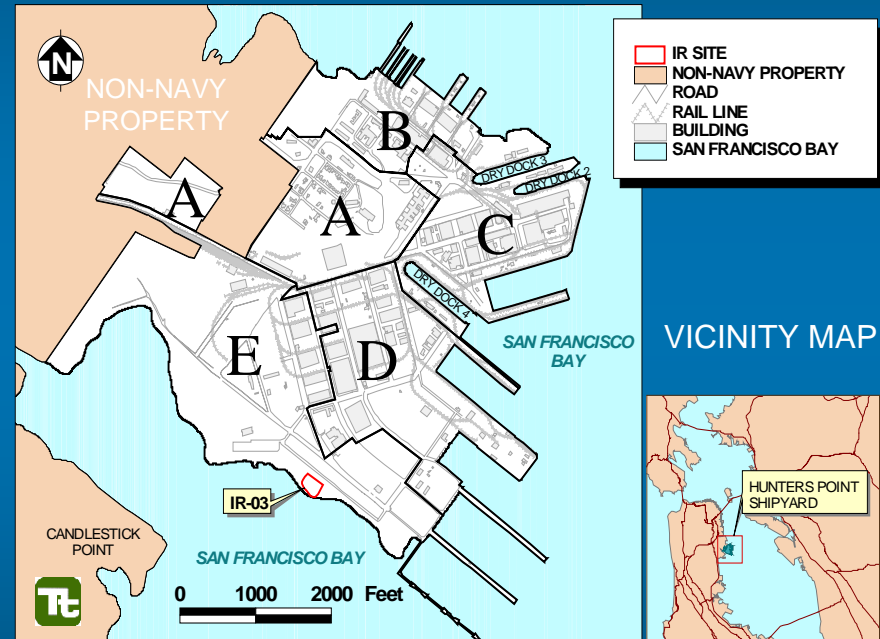 N
NON-NAVY
PROPERTY
A
B
A
C
E
D
DRY DOCK 3
DRY DOCK 2
DRY DOCK 4
SAN FRANCISCO
BAY
IR-03
CANDLESTICK
POINT
SAN FRANCISCO BAY
0 1000 2000 Feet
Tt
IR SITE
NON-NAVY PROPERTY
ROAD
RAIL LINE
BUILDING
SAN FRANCISCO BAY
VICINITY MAP
HUNTERS POINT
SHIPYARD